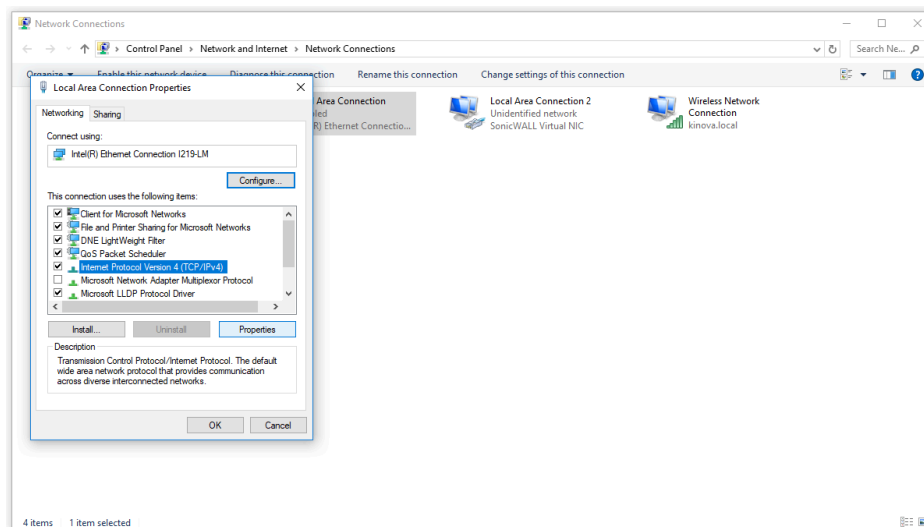 Network Connections
Control Panel > Network and Internet > Network Connections
Search Ne...
Organize Enable this network device Diagnose this connection Rename this connection Change settings of this connection
Local Area Connection Properties
Networking Sharing
Connect using:
Intel(R) Ethernet Connection I219-LM
Configure...
This connection uses the following items:
Client for Microsoft Networks
File and Printer Sharing for Microsoft Networks
DNE LightWeight Filter
QoS Packet Scheduler
Internet Protocol Version 4 (TCP/IPv4)
Microsoft Network Adapter Multiplexor Protocol
Microsoft LLDP Protocol Driver
Install... Uninstall Properties
Description
Transmission Control Protocol/Internet Protocol. The default
wide area network protocol that provides communication
across diverse interconnected networks.
OK Cancel
Area Connection
led
R) Ethernet Connectio...
Local Area Connection 2
Unidentified network
SonicWALL Virtual NIC
Wireless Network
Connection
kinova.local
4 items 1 item selected